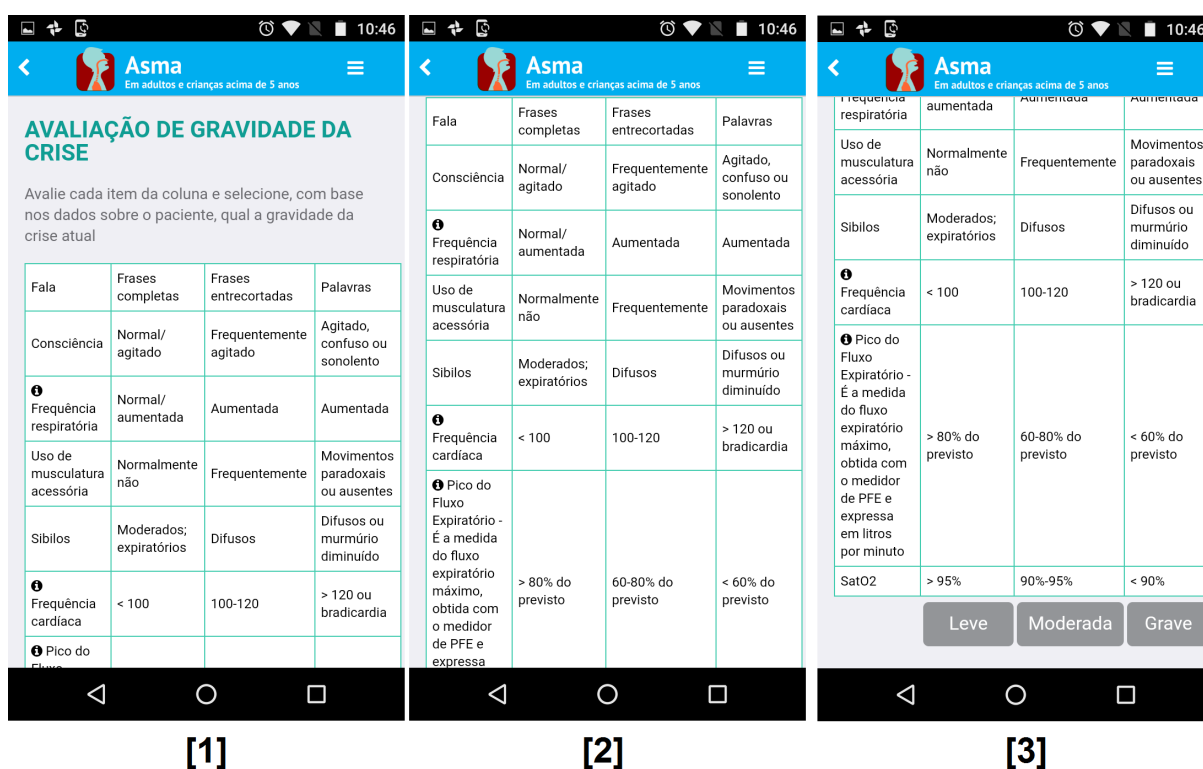 10:46
Asma
Em adultos e crianças acima de 5 anos
AVALIAÇÃO DE GRAVIDADE DA
CRISE
Avalie cada item da coluna e selecione, com base
nos dados sobre o paciente, qual a gravidade da
crise atual
Fala
Frases
completas
Frases
entrecortadas
Palavras
Consciência
Normal/
agitado
Frequentemente
agitado
Agitado,
confuso ou
sonolento
Frequência
respiratória
Normal/
aumentada
Aumentada
Aumentada
Uso de
musculatura
acessória
Normalmente
não
Frequentemente
Movimentos
paradoxais
ou ausentes
Sibilos
Moderados;
expiratórios
Difusos
Difusos ou
murmúrio
diminuído
Frequência
cardíaca
< 100
100-120
> 120 ou
bradicardia
Pico do
Fluxo
[1]
10:46
Asma
Em adultos e crianças acima de 5 anos
Fala
Frases
completas
Frases
entrecortadas
Palavras
Consciência
Normal/
agitado
Frequentemente
agitado
Agitado,
confuso ou
sonolento
Frequência
respiratória
Normal/
aumentada
Aumentada
Aumentada
Uso de
musculatura
acessória
Normalmente
não
Frequentemente
Movimentos
paradoxais
ou ausentes
Sibilos
Moderados;
expiratórios
Difusos
Difusos ou
murmúrio
diminuído
Frequência
cardíaca
< 100
100-120
> 120 ou
bradicardia
Pico do
Fluxo
Expiratório -
É a medida
do fluxo
expiratório
máximo,
obtida com
o medidor
de PFE e
expressa
> 80% do
previsto
60-80% do
previsto
< 60% do
previsto
[2]
10:46
Asma
Em adultos e crianças acima de 5 anos
Frequência
respiratória
aumentada
Aumentada
Aumentada
Uso de
musculatura
acessória
Normalmente
não
Frequentemente
Movimentos
paradoxais
ou ausentes
Sibilos
Moderados;
expiratórios
Difusos
Difusos ou
murmúrio
diminuído
Frequência
cardíaca
< 100
100-120
> 120 ou
bradicardia
Pico do
Fluxo
Expiratório -
É a medida
do fluxo
expiratório
máximo,
obtida com
o medidor
de PFE e
expressa
em litros
por minuto
> 80% do
previsto
60-80% do
previsto
< 60% do
previsto
SatO2
> 95%
90%-95%
< 90%
Leve
Moderada
Grave
[3]